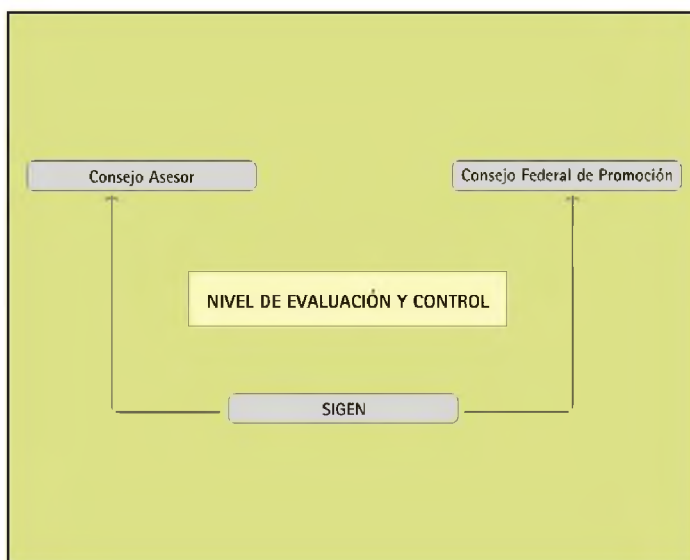 Consejo Asesor
Consejo Federal de Promoción
NIVEL DE EVALUACIÓN Y CONTROL
SIGEN